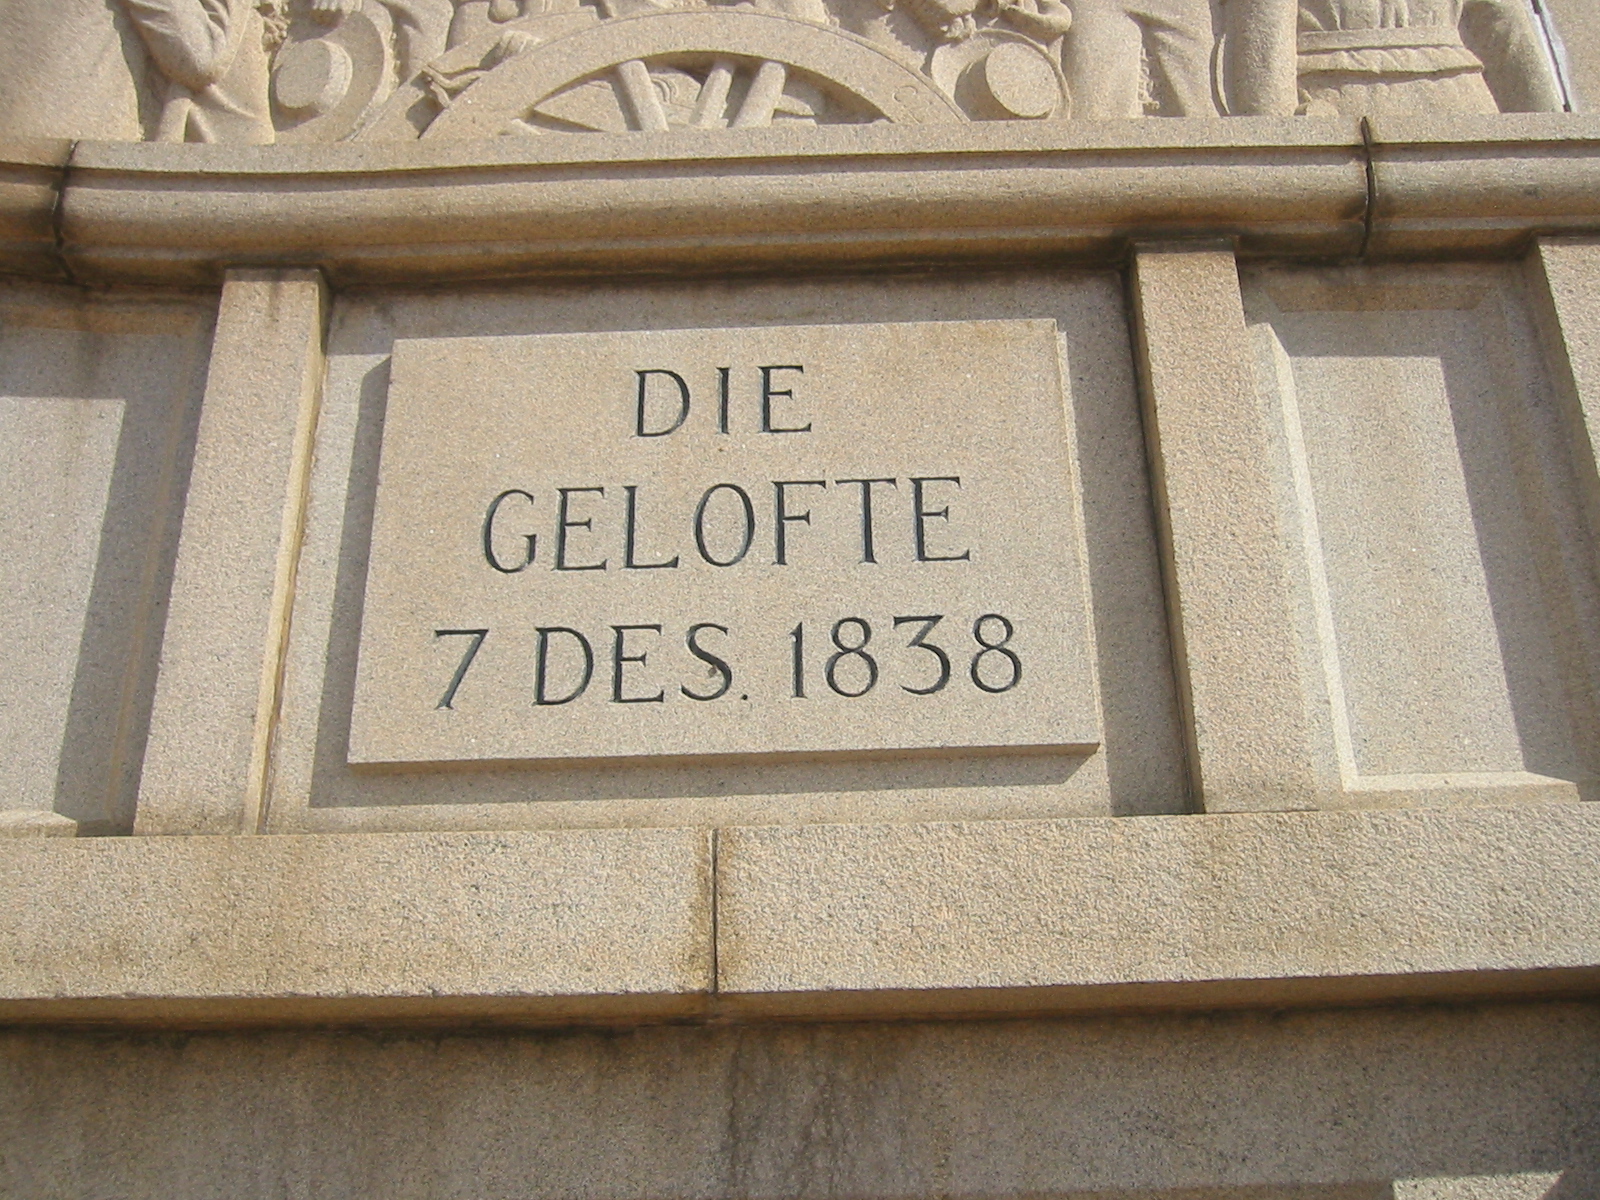 DIE
GELOFTE
7 DES. 1838